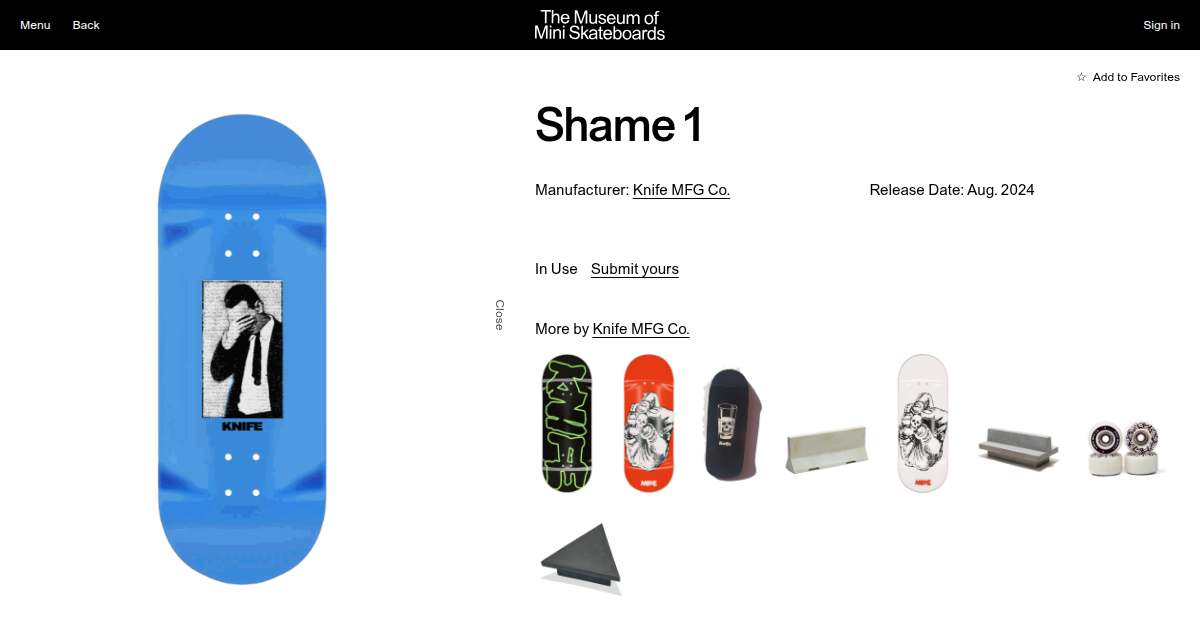 Menu
Back
The Museum of
Mini Skateboards
Sign in
☆ Add to Favorites
Shame 1
Manufacturer: Knife MFG Co.
Release Date: Aug. 2024
In Use
Submit yours
Close
More by Knife MFG Co.
KNIFE